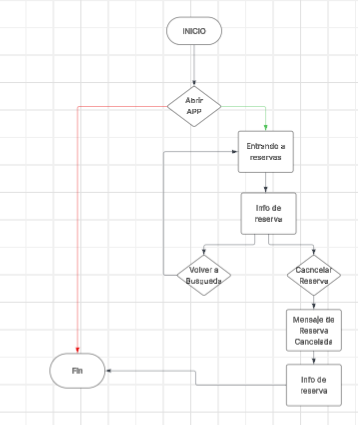 INICIO
Abrir
APP
Entrando a
reservas
Info de
reserva
Volver a
Busqueda
Cacncelar
Reserva
Mensaje de
Reserva
Cancelada
Fin
Info de
reserva